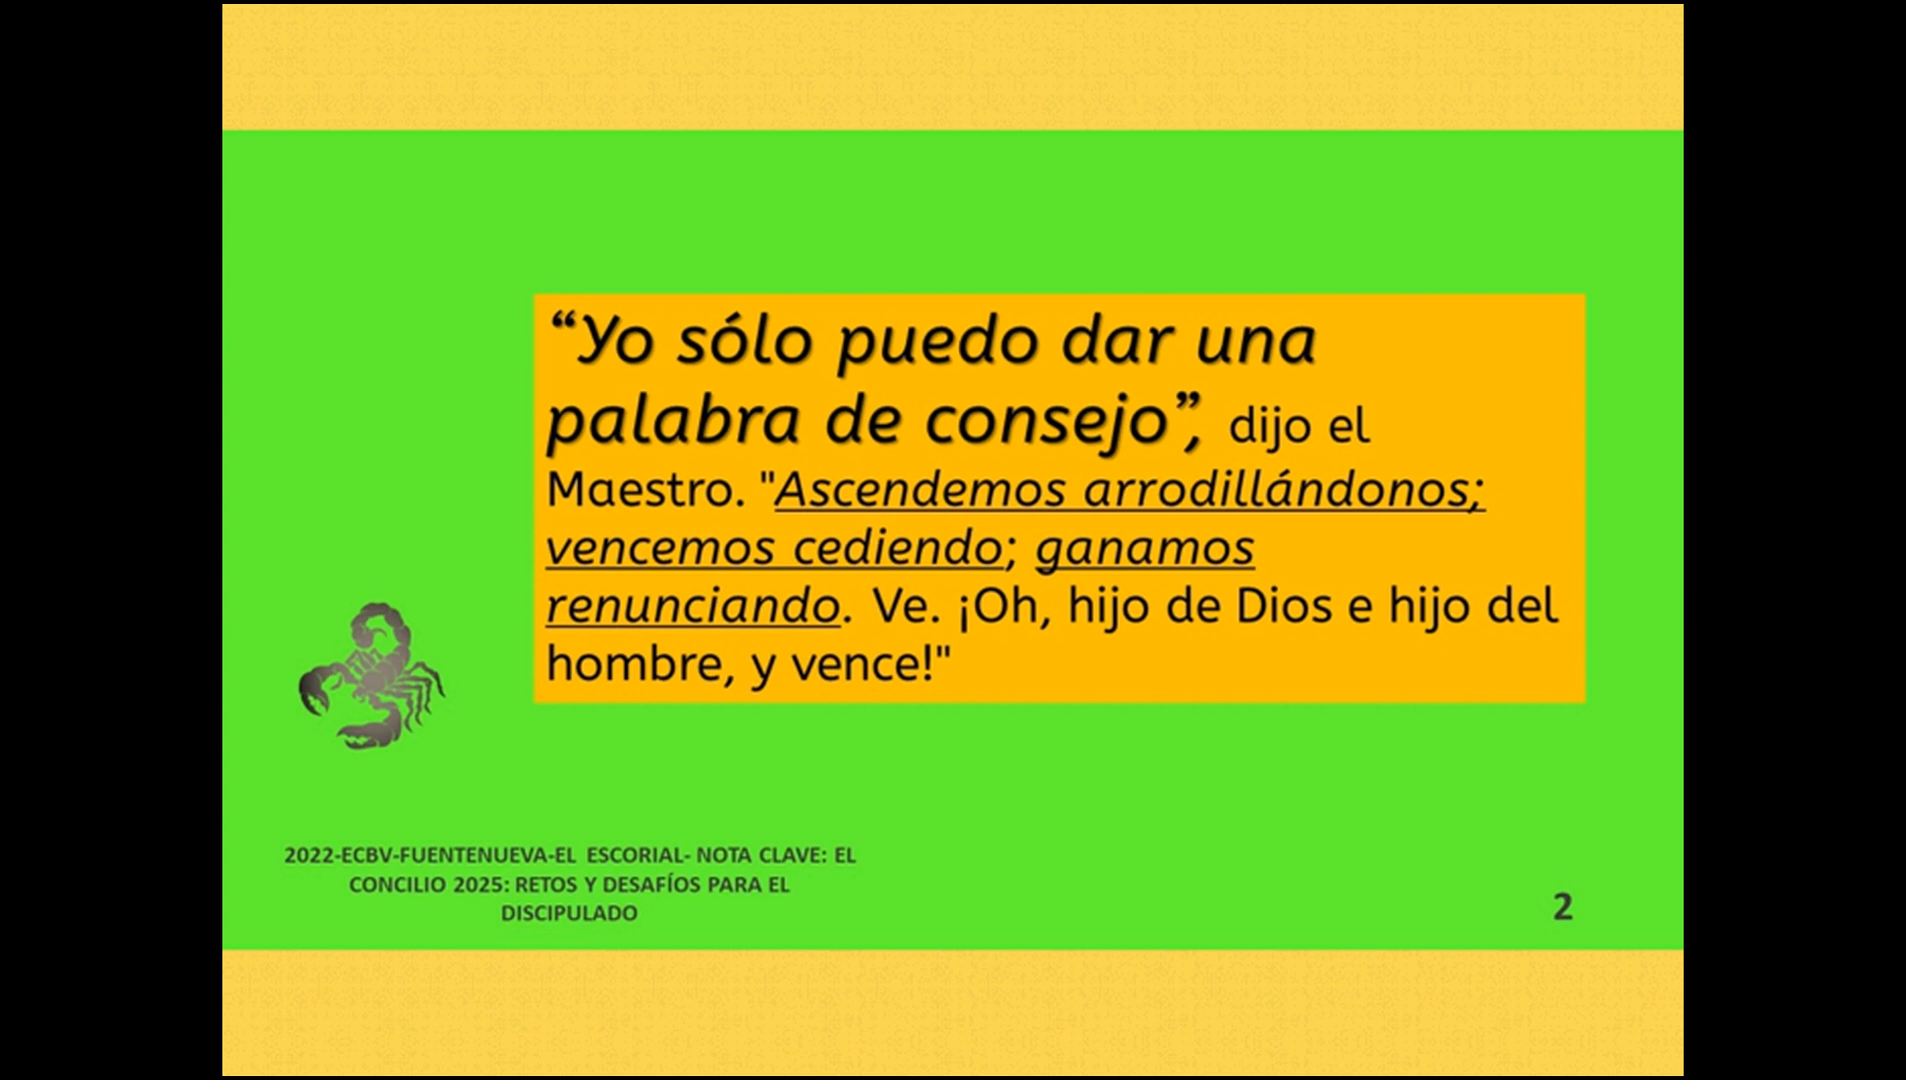 “Yo sólo puedo dar una
palabra de consejo”, dijo el
Maestro. "Ascendemos arrodillándonos;
vencemos cediendo; ganamos
renunciando. Ve. ¡Oh, hijo de Dios e hijo del
hombre, y vence!"
2022-ECBV-FUENTENUEVA-EL ESCORIAL- NOTA CLAVE: EL
CONCILIO 2025: RETOS Y DESAFÍOS PARA EL
DISCIPULADO
2